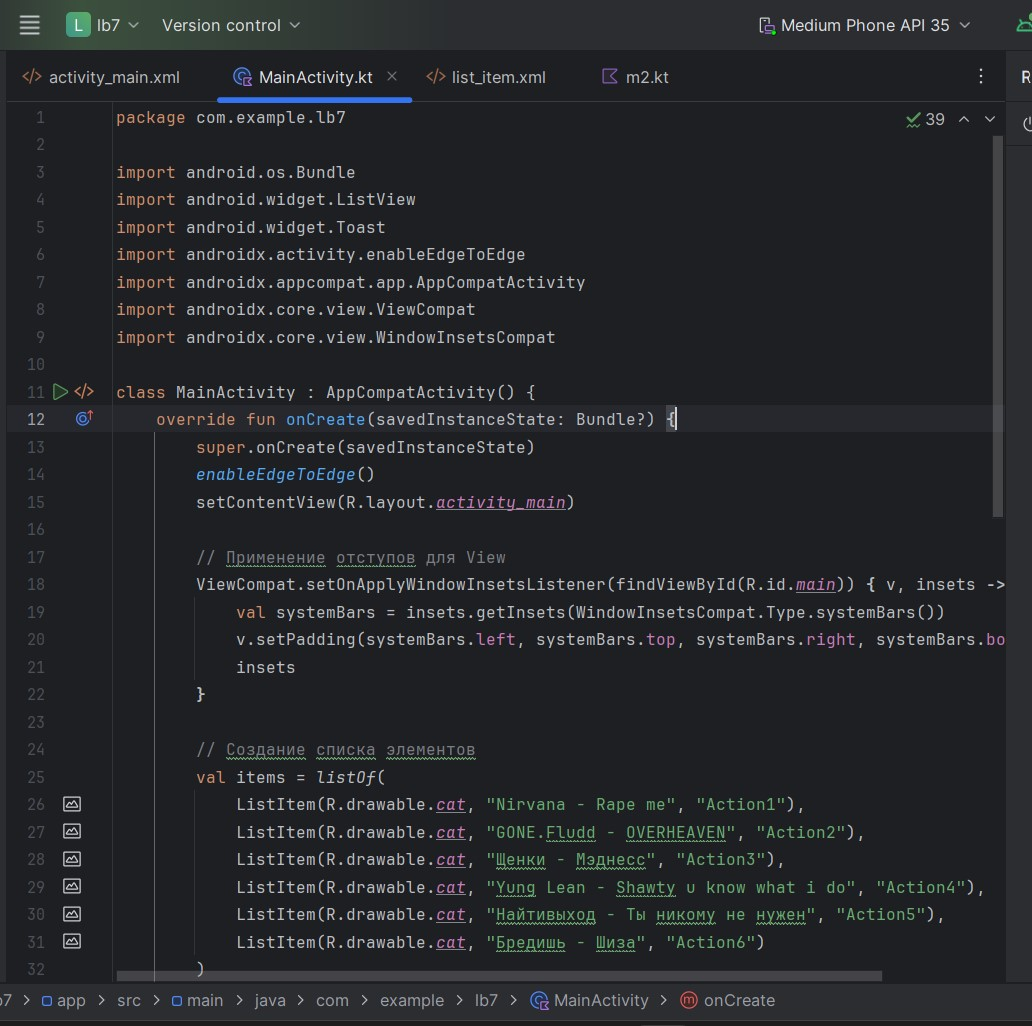 L lb7 Version control Medium Phone API 35
activity_main.xml MainActivity.kt list_item.xml m2.kt R
1 package com.example.lb7 39
2
3 import android.os.Bundle
4 import android.widget.ListView
5 import android.widget.Toast
6 import androidx.activity.enableEdgeToEdge
7 import androidx.appcompat.app.AppCompatActivity
8 import androidx.core.view.ViewCompat
9 import androidx.core.view.WindowInsetsCompat
10
11 class MainActivity : AppCompatActivity() {
12 override fun onCreate(savedInstanceState: Bundle?) {
13 super.onCreate(savedInstanceState)
14 enableEdgeToEdge()
15 setContentView(R.layout.activity_main)
16
17 // Применение отступов для View
18 ViewCompat.setOnApplyWindowInsetsListener(findViewById(R.id.main)) { v, insets ->
19 val systemBars = insets.getInsets(WindowInsetsCompat.Type.systemBars())
20 v.setPadding(systemBars.left, systemBars.top, systemBars.right, systemBars.bo
21 insets
22 }
23
24 // Создание списка элементов
25 val items = listOf(
26 ListItem(R.drawable.cat, "Nirvana - Rape me", "Action1"),
27 ListItem(R.drawable.cat, "GONE.Fludd - OVERHEAVEN", "Action2"),
28 ListItem(R.drawable.cat, "Щенки - Мэднесс", "Action3"),
29 ListItem(R.drawable.cat, "Yung Lean - Shawty u know what i do", "Action4"),
30 ListItem(R.drawable.cat, "Найтивыход - Ты никому не нужен", "Action5"),
31 ListItem(R.drawable.cat, "Бредишь - Шиза", "Action6")
32 )
b7 > app > src > main > java > com > example > lb7 > MainActivity > onCreate